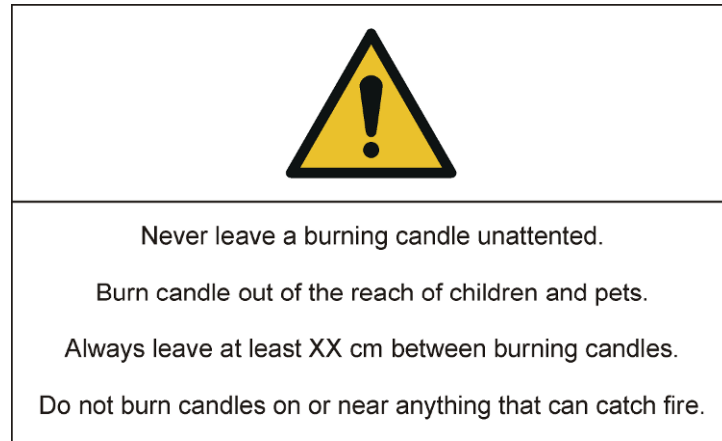 Never leave a burning candle unattented.
Burn candle out of the reach of children and pets.
Always leave at least XX cm between burning candles.
Do not burn candles on or near anything that can catch fire.